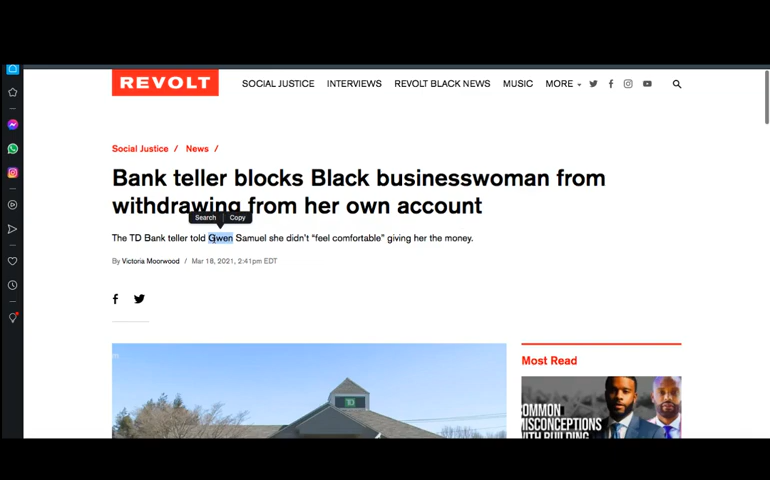 REVOLT
SOCIAL JUSTICE INTERVIEWS REVOLT BLACK NEWS MUSIC MORE
Social Justice / News /
Bank teller blocks Black businesswoman from
withdrawing from her own account
Search Copy
The TD Bank teller told Gwen Samuel she didn't “feel comfortable” giving her the money.
By Victoria Moorwood / Mar 18, 2021, 2:41pm EDT
Most Read
TD
COMMON
MISCONCEPTIONS
WITH BUILDING